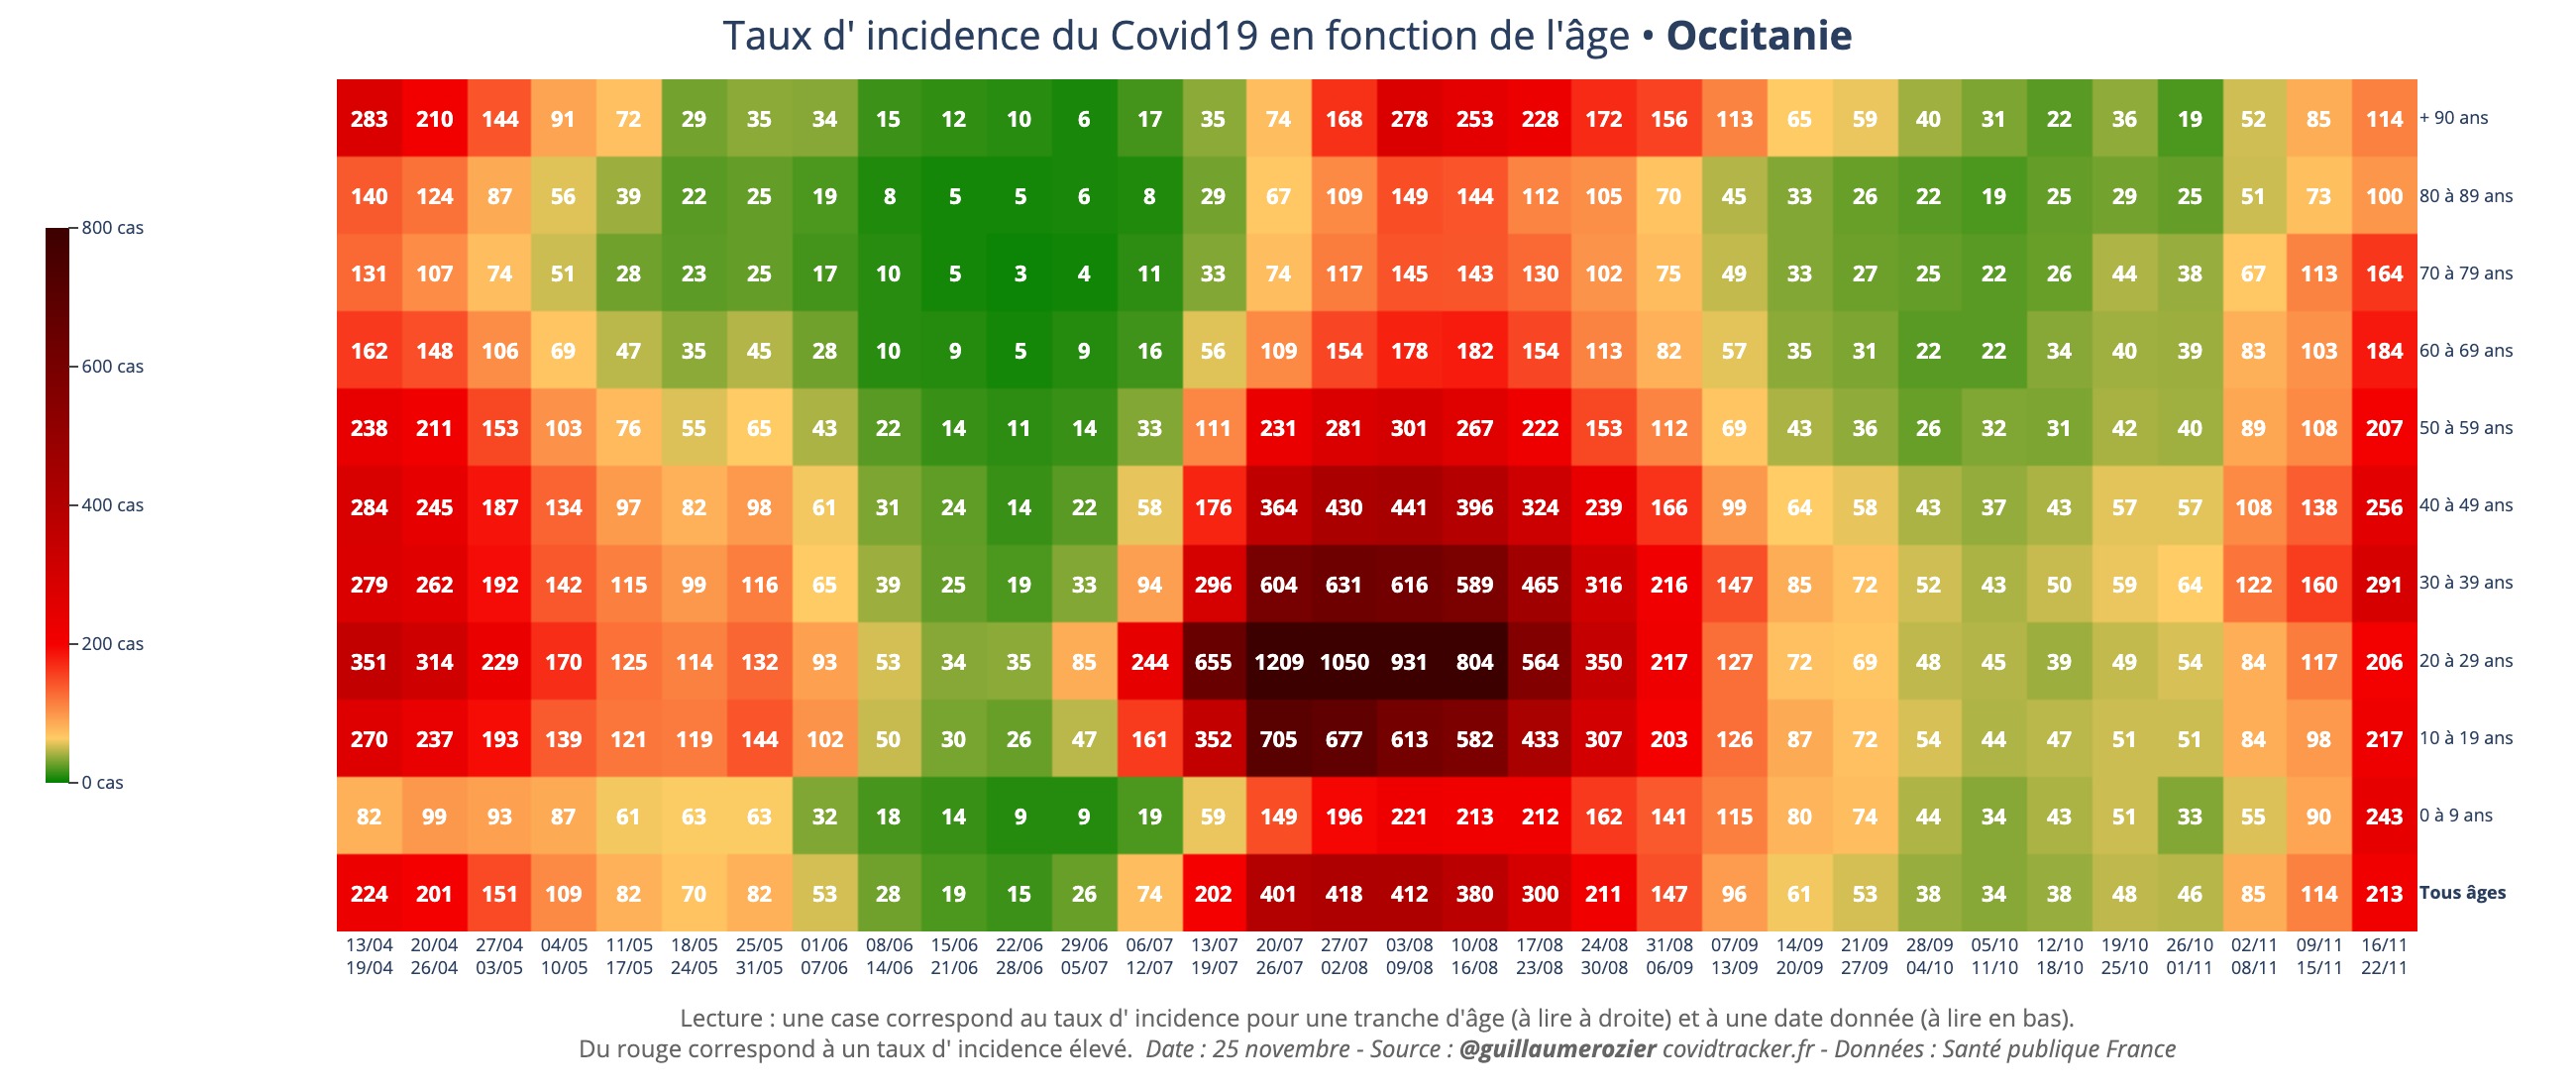 Taux d' incidence du Covid19 en fonction de l'âge • Occitanie
800 cas
600 cas
400 cas
200 cas
0 cas
283 210 144 91 72 29 35 34 15 12 10 6 17 35 74 168 278 253 228 172 156 113 65 59 40 31 22 36 19 52 85 114 + 90 ans
140 124 87 56 39 22 25 19 8 5 5 6 8 29 67 109 149 144 112 105 70 45 33 26 22 19 25 29 25 51 73 100 80 à 89 ans
131 107 74 51 28 23 25 17 10 5 3 4 11 33 74 117 145 143 130 102 75 49 33 27 25 22 26 44 38 67 113 164 70 à 79 ans
162 148 106 69 47 35 45 28 10 9 5 9 16 56 109 154 178 182 154 113 82 57 35 31 22 22 34 40 39 83 103 184 60 à 69 ans
238 211 153 103 76 55 65 43 22 14 11 14 33 111 231 281 301 267 222 153 112 69 43 36 26 32 31 42 40 89 108 207 50 à 59 ans
284 245 187 134 97 82 98 61 31 24 14 22 58 176 364 430 441 396 324 239 166 99 64 58 43 37 43 57 57 108 138 256 40 à 49 ans
279 262 192 142 115 99 116 65 39 25 19 33 94 296 604 631 616 589 465 316 216 147 85 72 52 43 50 59 64 122 160 291 30 à 39 ans
351 314 229 170 125 114 132 93 53 34 35 85 244 655 1209 1050 931 804 564 350 217 127 72 69 48 45 39 49 54 84 117 206 20 à 29 ans
270 237 193 139 121 119 144 102 50 30 26 47 161 352 705 677 613 582 433 307 203 126 87 72 54 44 47 51 51 84 98 217 10 à 19 ans
82 99 93 87 61 63 63 32 18 14 9 9 19 59 149 196 221 213 212 162 141 115 80 74 44 34 43 51 33 55 90 243 0 à 9 ans
224 201 151 109 82 70 82 53 28 19 15 26 74 202 401 418 412 380 300 211 147 96 61 53 38 34 38 48 46 85 114 213 Tous âges
13/04 20/04 27/04 04/05 11/05 18/05 25/05 01/06 08/06 15/06 22/06 29/06 06/07 13/07 20/07 27/07 03/08 10/08 17/08 24/08 31/08 07/09 14/09 21/09 28/09 05/10 12/10 19/10 26/10 02/11 09/11 16/11
19/04 26/04 03/05 10/05 17/05 24/05 31/05 07/06 14/06 21/06 28/06 05/07 12/07 19/07 26/07 02/08 09/08 16/08 23/08 30/08 06/09 13/09 20/09 27/09 04/10 11/10 18/10 25/10 01/11 08/11 15/11 22/11
Lecture : une case correspond au taux d' incidence pour une tranche d'âge (à lire à droite) et à une date donnée (à lire en bas).
Du rouge correspond à un taux d' incidence élevé. Date : 25 novembre - Source : @guillaumerozier covidtracker.fr - Données : Santé publique France